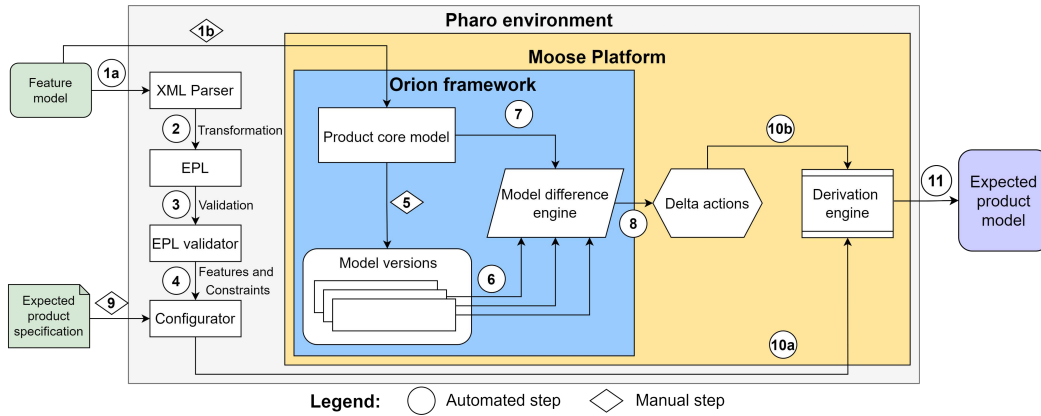 Pharo environment
1b
Moose Platform
Feature
model
1a
XML Parser
Orion framework
2
Transformation
Product core model
7
10b
EPL
3
Validation
5
Model difference
engine
8
Delta actions
Derivation
engine
11
Expected
product
model
EPL validator
4
Features and
Constraints
Model versions
6
Expected
product
specification
9
Configurator
10a
Legend:
Automated step
Manual step